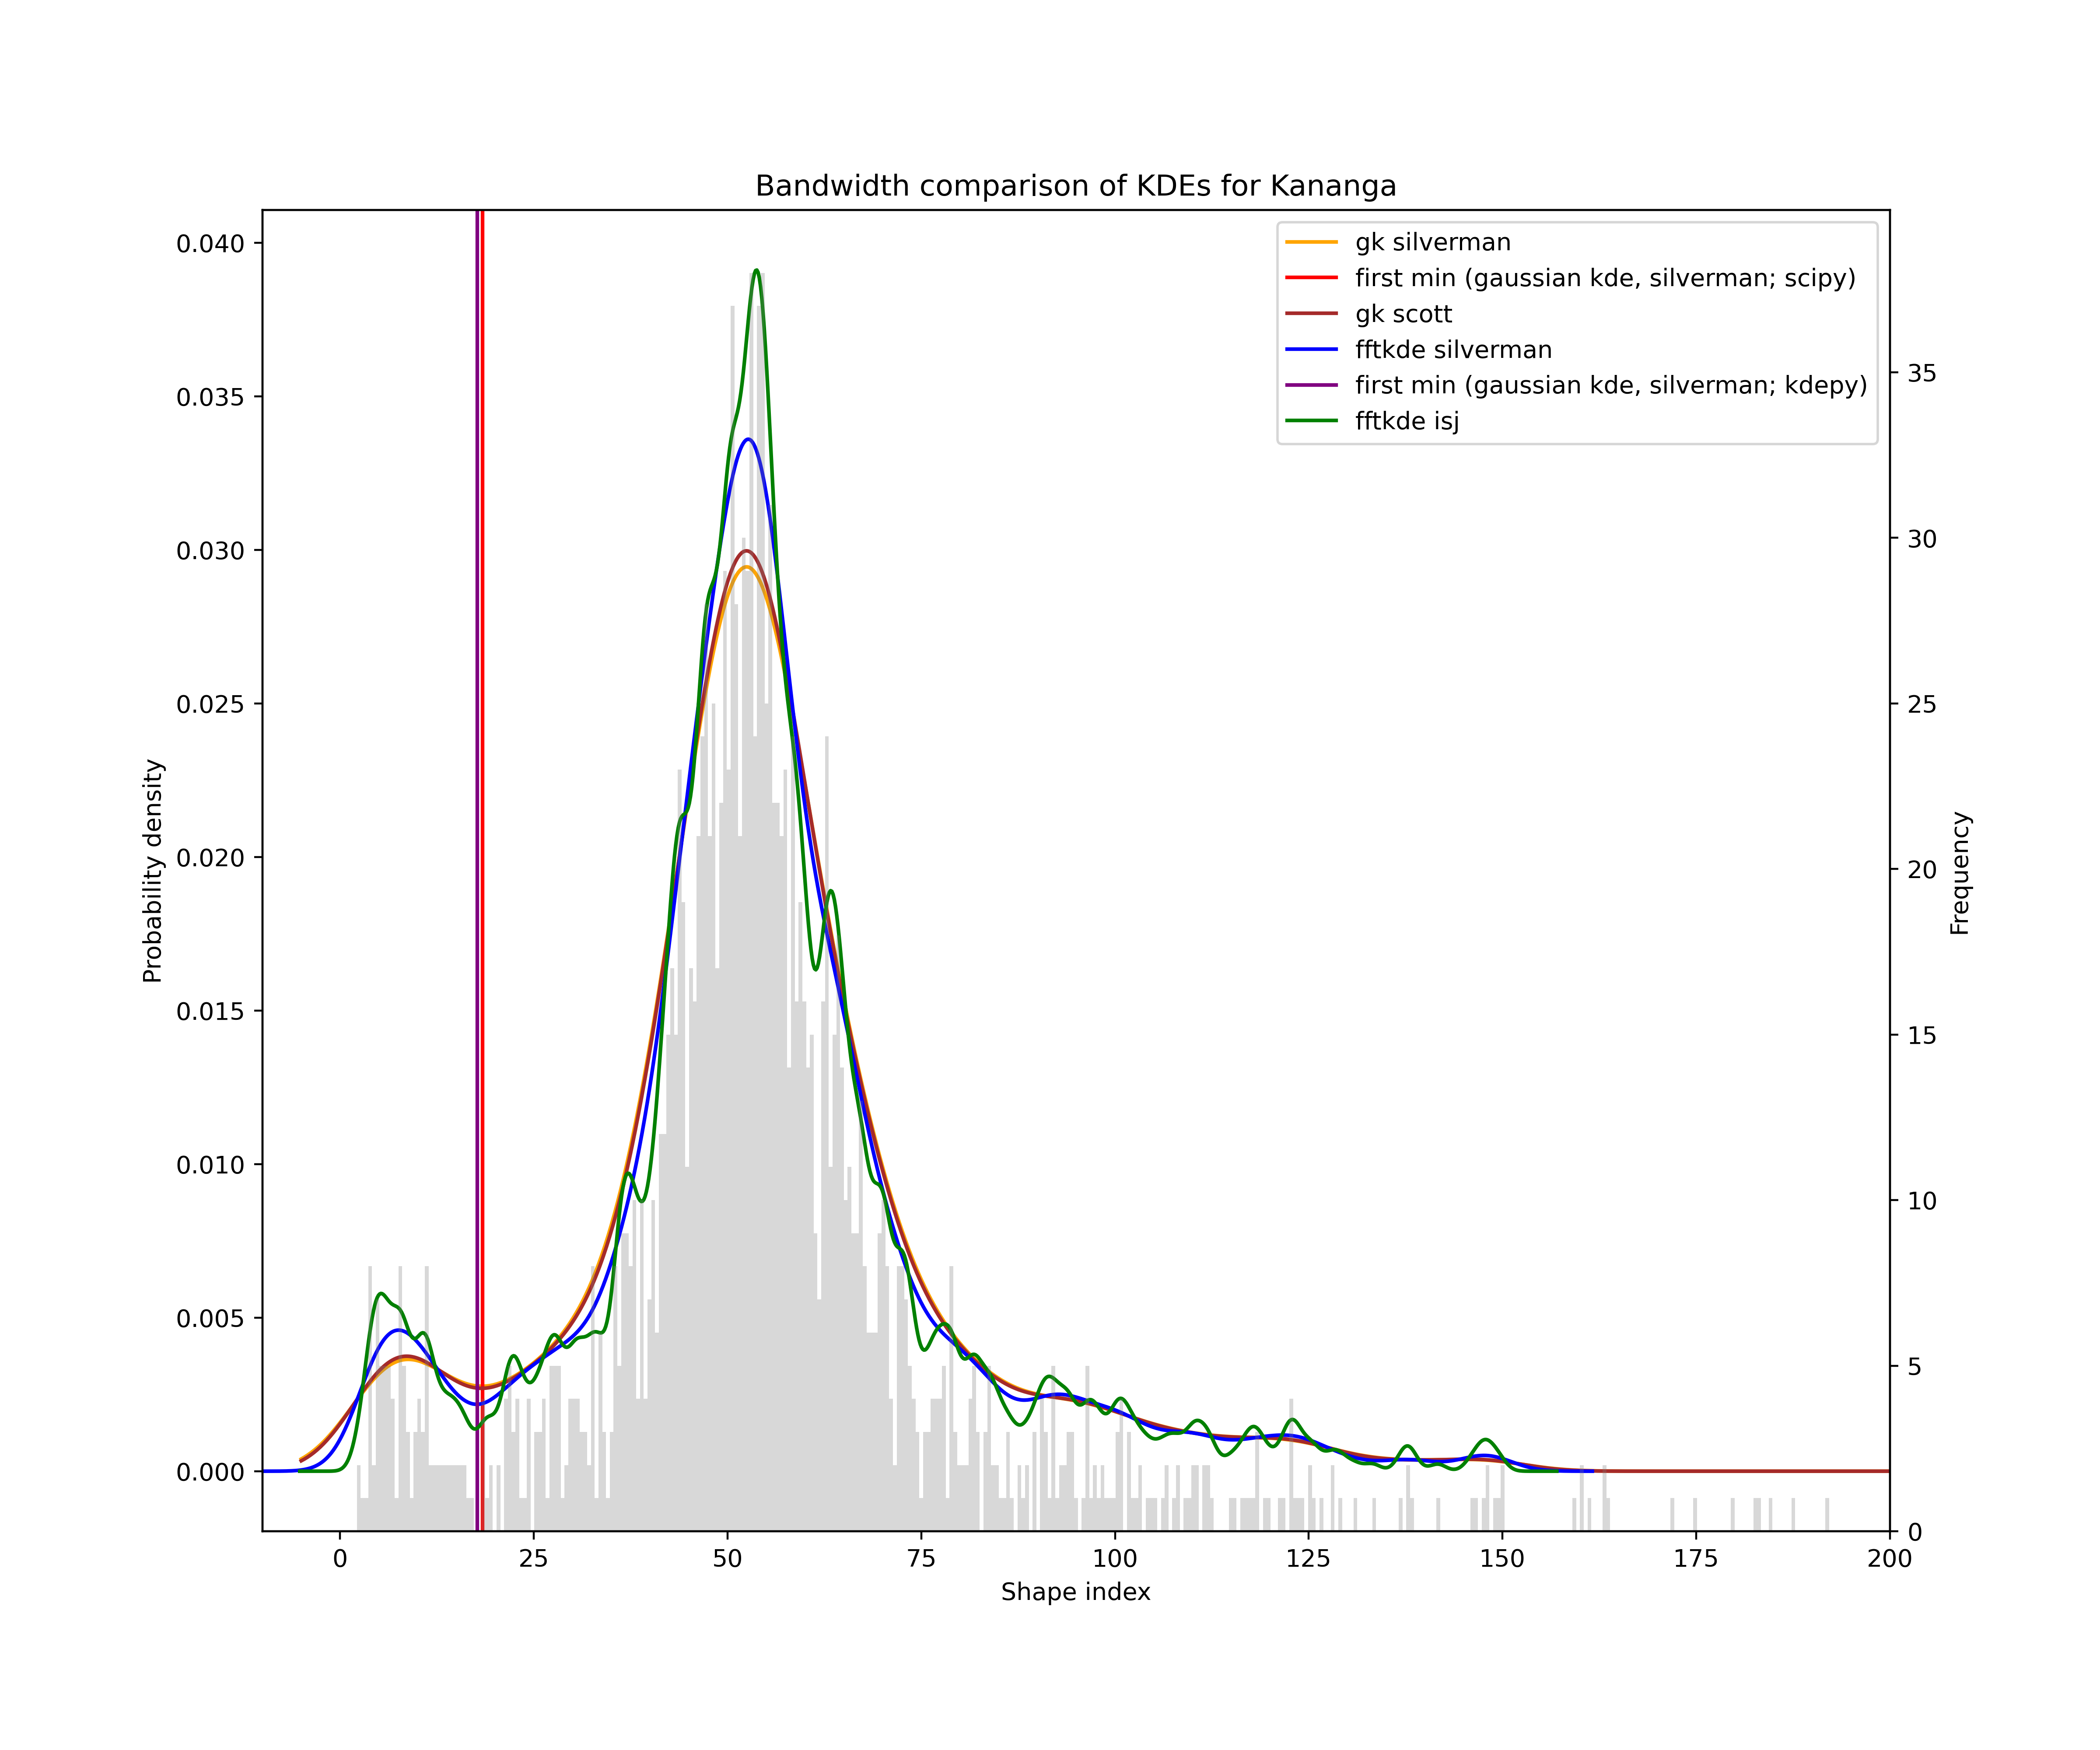 Bandwidth comparison of KDEs for Kananga
gk silverman
first min (gaussian kde, silverman; scipy)
gk scott
fftkde silverman
first min (gaussian kde, silverman; kdepy)
fftkde isj
0.040
0.035
0.030
0.025
0.020
0.015
0.010
0.005
0.000
Probability density
35
30
25
20
15
10
5
0
Frequency
0 25 50 75 100 125 150 175 200
Shape index